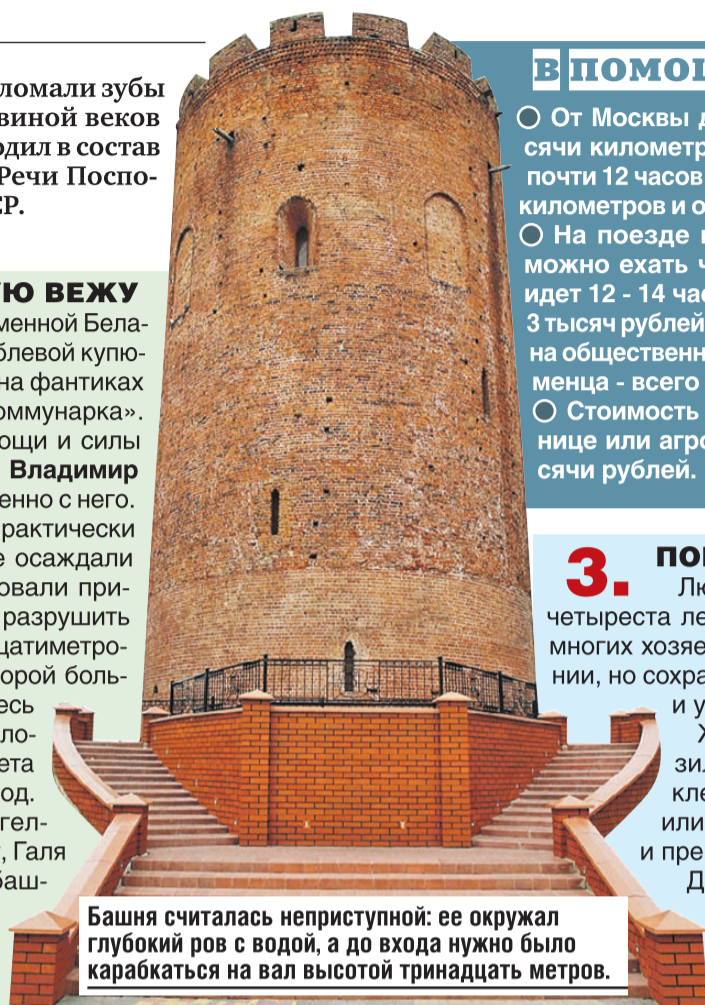 ломали зубы
виной веков
одил в состав
Речи Поспо-
ЕР.
УЮ ВЕЖУ
менной Бела-
блевой купю-
на фантиках
оммунарка».
ощи и силы
Владимир
енно с него.
рактически
е осаждали
овали при-
разрушить
цатиметро-
орой боль-
есь
ло-
ета
од.
гел-
, Галя
баш-
В ПОМОЩ
От Москвы д
сячи километр
почти 12 часов
километров и о
На поезде
можно ехать ч
идет 12 - 14 час
3 тысяч рублей
на общественн
менца - всего
Стоимость
нице или агро
сячи рублей.
3. ПО
Лю
четыреста ле
многих хозяе
нии, но сохра
и у
Х
зил
кле
или
и пре
Д
Башня считалась неприступной: ее окружал
глубокий ров с водой, а до входа нужно было
карабкаться на вал высотой тринадцать метров.